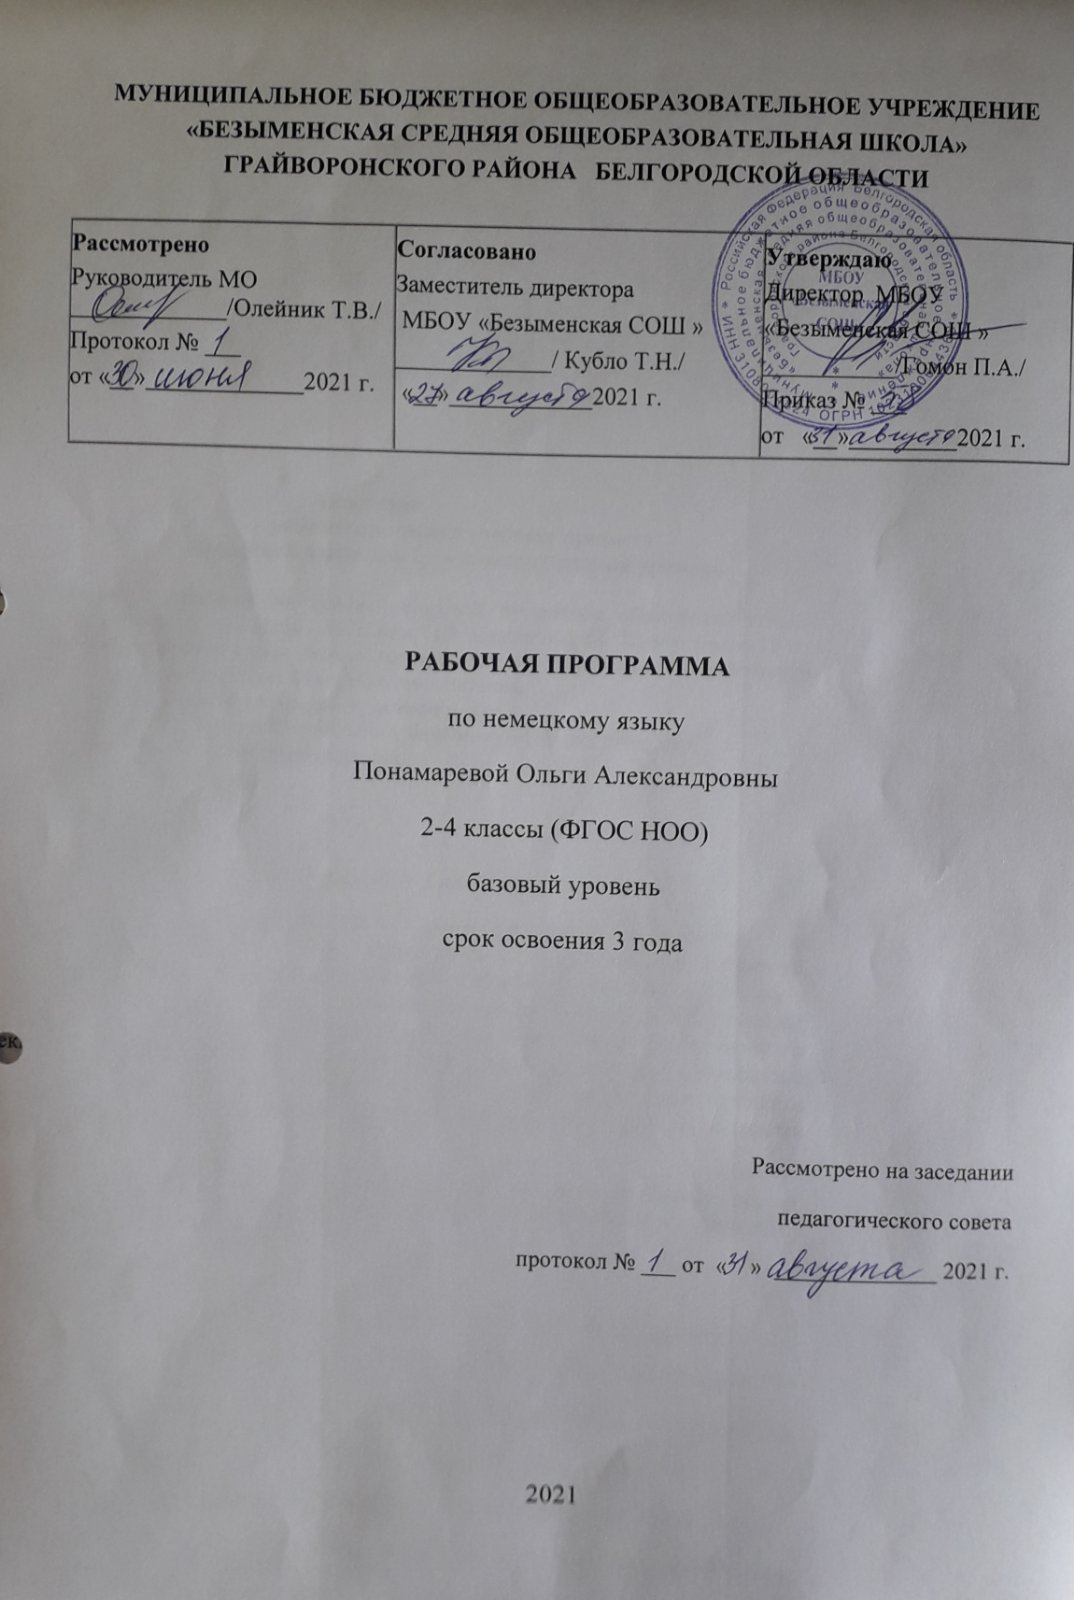 МУНИЦИПАЛЬНОЕ БЮДЖЕТНОЕ ОБЩЕОБРАЗОВАТЕЛЬНОЕ УЧРЕЖДЕНИЕ
«БЕЗЫМЕНСКАЯ СРЕДНЯЯ ОБЩЕОБРАЗОВАТЕЛЬНАЯ ШКОЛА»
ГРАЙВОРОНСКОГО РАЙОНА БЕЛГОРОДСКОЙ ОБЛАСТИ
Рассмотрено
Руководитель МО
/Олейник Т.В./
Протокол № 1
от «30» июня 2021 г.
Согласовано
Заместитель директора
МБОУ «Безыменская СОШ »
/ Кубло Т.Н./
августа 2021 г.
Утверждаю
Директор МБОУ
«Безыменская СОШ »
/Гомон П.А./
Приказ №
от «31» августа 2021 г.
РАБОЧАЯ ПРОГРАММА
по немецкому языку
Понамаревой Ольги Александровны
2-4 классы (ФГОС НОО)
базовый уровень
срок освоения 3 года
ек.
Рассмотрено на заседании
педагогического совета
протокол № 1 от «31» августа 2021 г.
2021